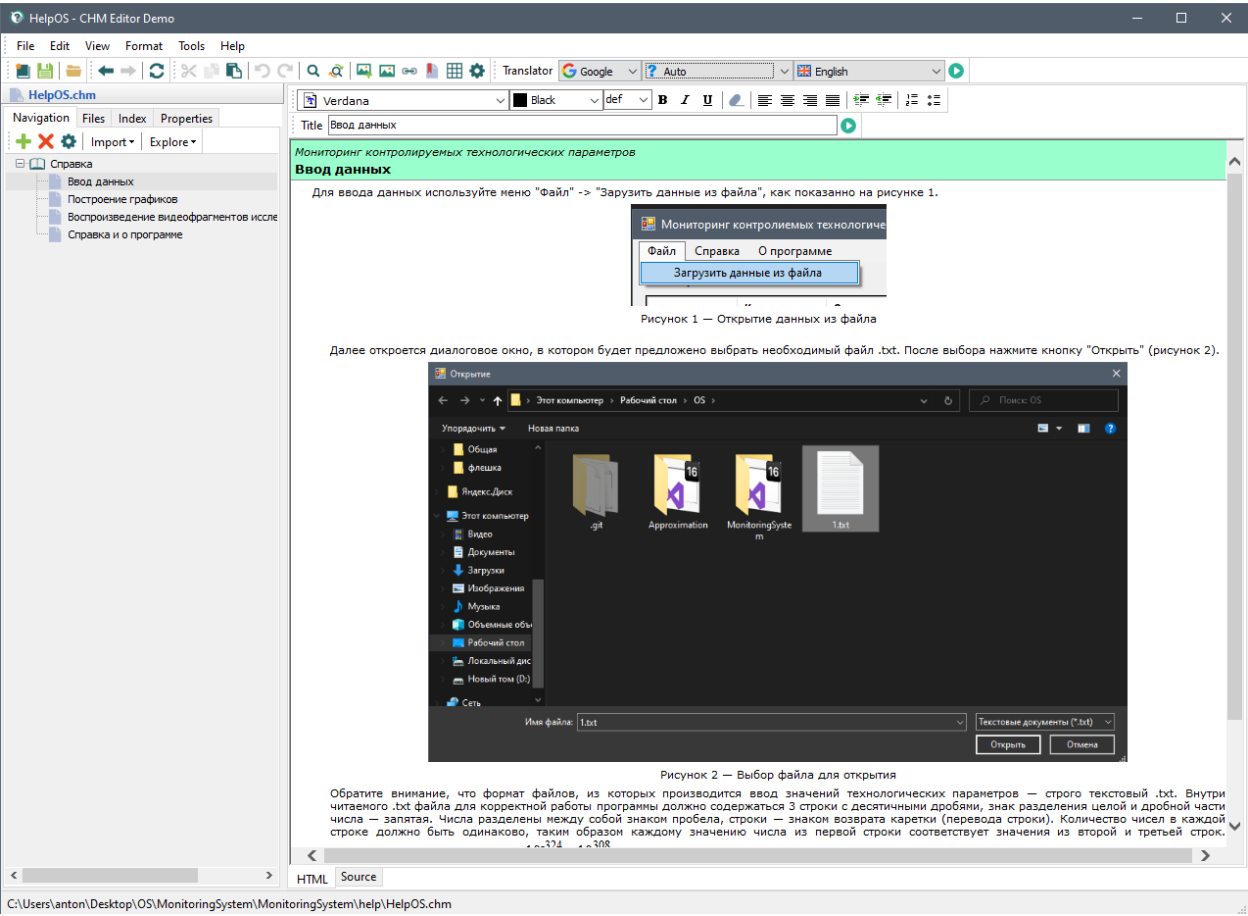 HelpOS - CHM Editor Demo
File Edit View Format Tools Help
Translator Google Auto English
HelpOS.chm
Verdana Black def B I U
Navigation Files Index Properties
Title Ввод данных
Import Explore
Справка
Ввод данных
Построение графиков
Воспроизведение видеофрагментов иссле
Справка и о программе
Мониторинг контролируемых технологических параметров
Ввод данных
Для ввода данных используйте меню "Файл" -> "Зарузить данные из файла", как показанно на рисунке 1.
Мониторинг контролиемых технологиче
Файл Справка О программе
Загрузить данные из файла
Рисунок 1 — Открытие данных из файла
Далее откроется диалоговое окно, в котором будет предложено выбрать необходимый файл .txt. После выбора нажмите кнопку "Открыть" (рисунок 2).
Открытие
Этот компьютер › Рабочий стол › OS ›
Поиск: OS
Упорядочить Новая папка
Общая
флешка
Яндекс.Диск
Этот компьютер
Видео
Документы
Загрузки
Изображения
Музыка
Объемные объ
Рабочий стол
Локальный дис
Новый том (D:)
Сеть
.git
16
Approximation
16
MonitoringSyste
m
1.txt
Имя файла: 1.txt
Текстовые документы (*.txt)
Открыть Отмена
Рисунок 2 — Выбор файла для открытия
Обратите внимание, что формат файлов, из которых производится ввод значений технологических параметров — строго текстовый .txt. Внутри
читаемого .txt файла для корректной работы программы должно содержаться 3 строки с десятичными дробями, знак разделения целой и дробной части
числа — запятая. Числа разделены между собой знаком пробела, строки — знаком возврата каретки (перевода строки). Количество чисел в каждой
строке должно быть одинаково, таким образом каждому значению числа из первой строки соответствует значения из второй и третьей строк.
324 308
HTML Source
C:\Users\anton\Desktop\OS\MonitoringSystem\MonitoringSystem\help\HelpOS.chm